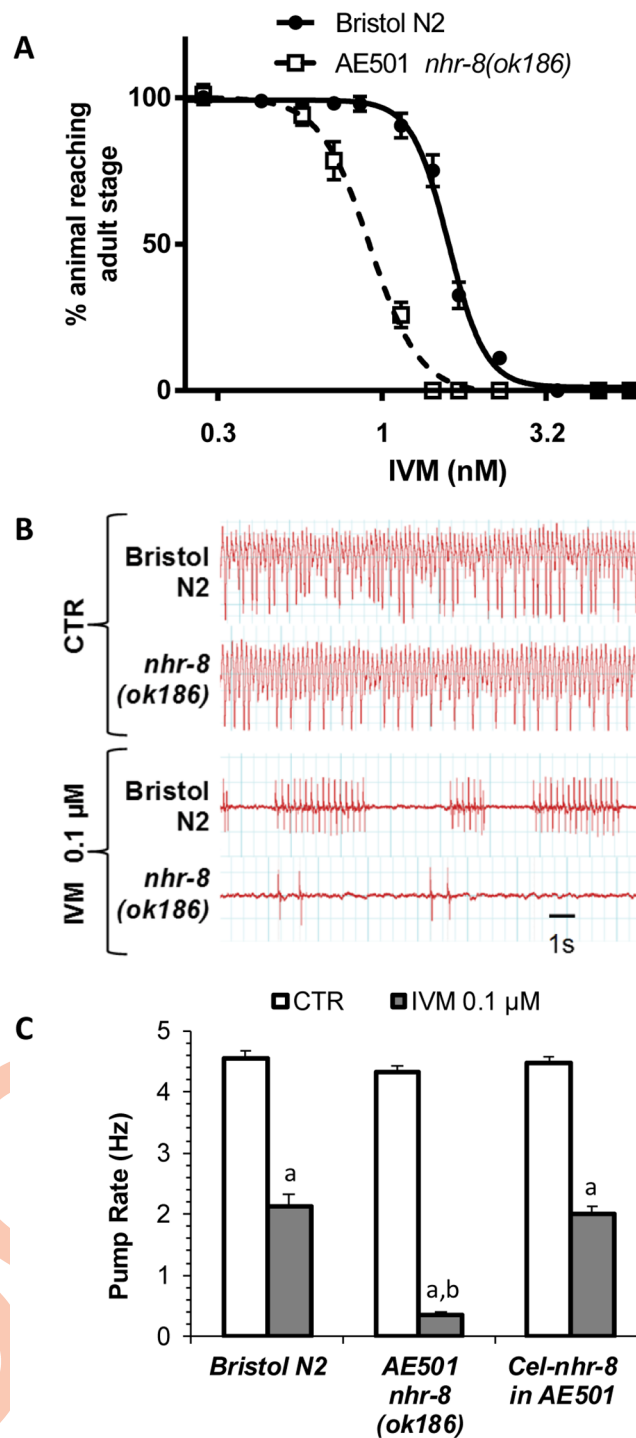 A
Bristol N2
AE501 nhr-8(ok186)
% animal reaching
adult stage
100
50
0
0.3 1 3.2
IVM (nM)
B
CTR
Bristol
N2
nhr-8
(ok186)
IVM 0.1 µM
Bristol
N2
nhr-8
(ok186)
1s
C
CTR IVM 0.1 µM
Pump Rate (Hz)
5
4
3
2
1
0
a
a,b
a
Bristol N2
AE501
nhr-8
(ok186)
Cel-nhr-8
in AE501